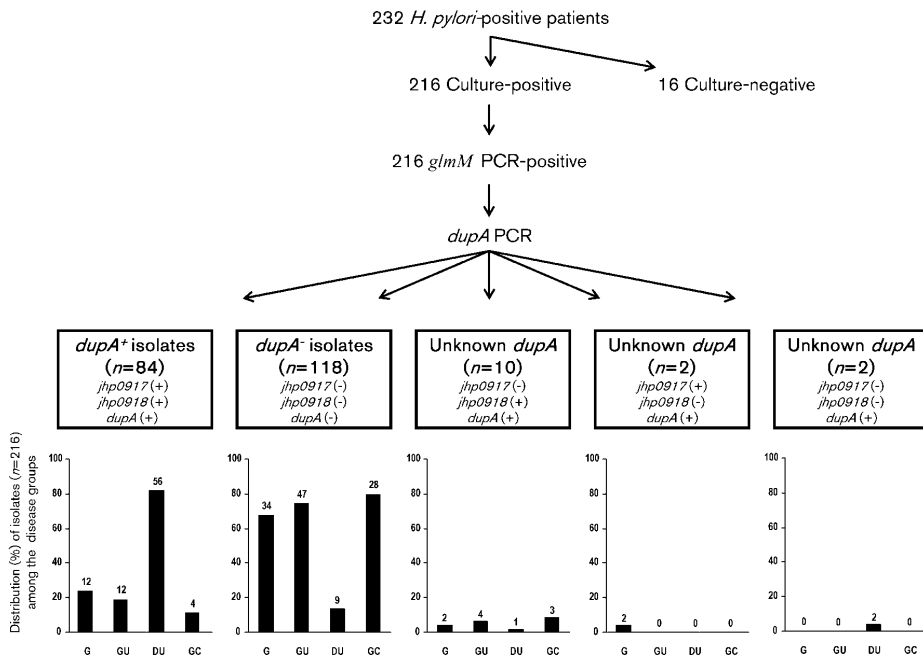 232 H. pylori-positive patients
216 Culture-positive
16 Culture-negative
216 glmM PCR-positive
dupA PCR
dupA+ isolates
(n=84)
jhp0917 (+)
jhp0918 (+)
dupA (+)
dupA- isolates
(n=118)
jhp0917 (-)
jhp0918 (-)
dupA (-)
Unknown dupA
(n=10)
jhp0917 (-)
jhp0918 (+)
dupA (+)
Unknown dupA
(n=2)
jhp0917 (+)
jhp0918 (-)
dupA (+)
Unknown dupA
(n=2)
jhp0917 (-)
jhp0918 (-)
dupA (+)
Distribution (%) of isolates (n=216)
among the disease groups
100
80
60
40
20
0
12
12
56
4
G GU DU GC
100
80
60
40
20
0
34
47
9
28
G GU DU GC
100
80
60
40
20
0
2
4
1
3
G GU DU GC
100
80
60
40
20
0
2
0
0
0
G GU DU GC
100
80
60
40
20
0
0
0
2
0
G GU DU GC